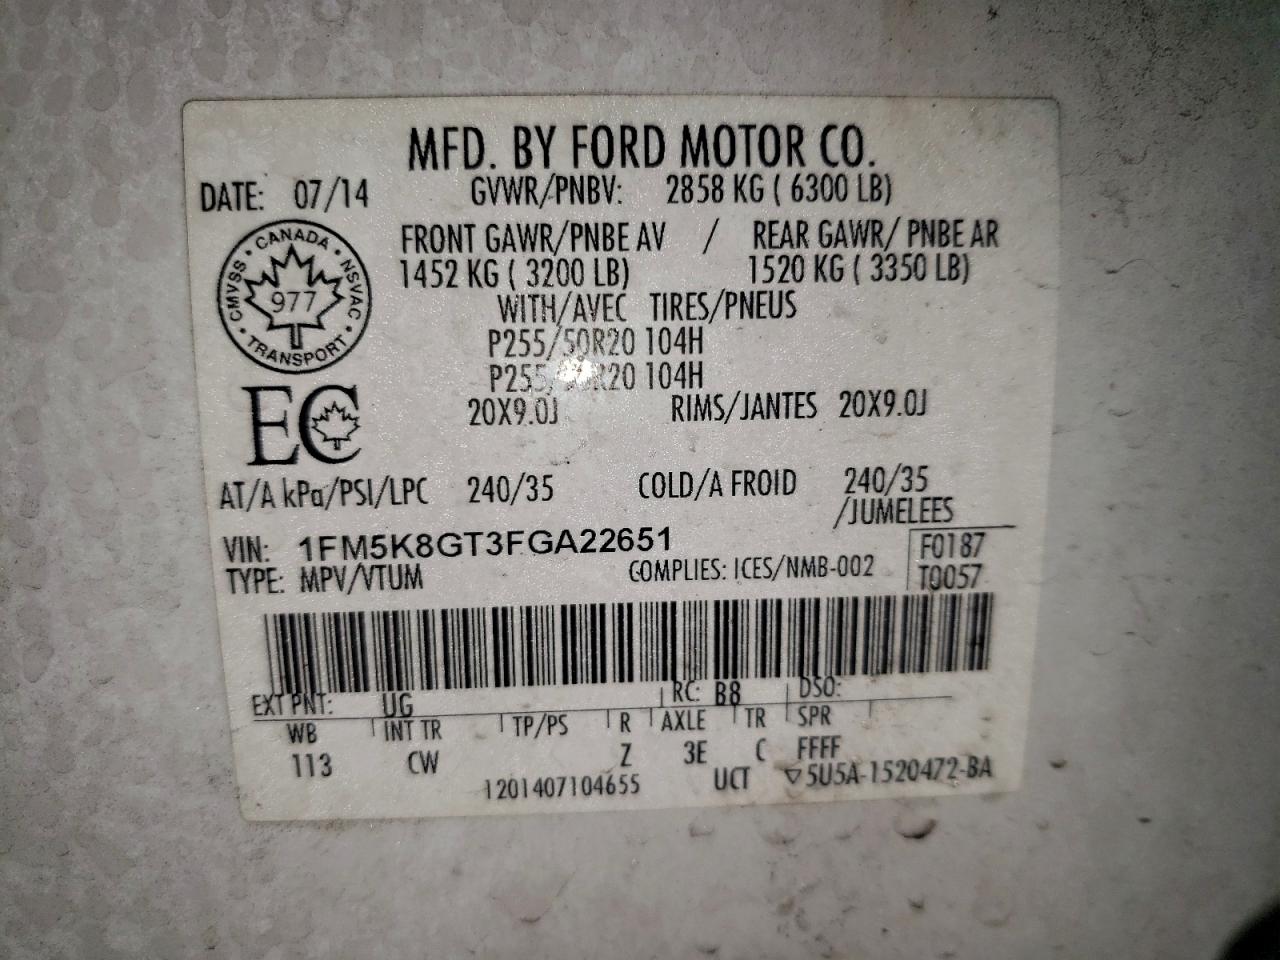 MFD. BY FORD MOTOR CO.
DATE: 07/14 GVWR/PNBV: 2858 KG ( 6300 LB)
FRONT GAWR/PNBE AV / REAR GAWR/ PNBE AR
1452 KG ( 3200 LB) 1520 KG ( 3350 LB)
WITH/AVEC TIRES/PNEUS
P255/50R20 104H
P255/50R20 104H
20X9.0J RIMS/JANTES 20X9.0J
CANADA
CMVSS 977 NSVAC
TRANSPORT
EC
AT/A kPa/PSI/LPC 240/35 COLD/A FROID 240/35
/JUMELEES
VIN: 1FM5K8GT3FGA22651 F0187
TYPE: MPV/VTUM COMPLIES: ICES/NMB-002 T0057
EXT PNT: UG RC: B8 DSO:
WB INT TR TP/PS R AXLE TR SPR
113 CW Z 3E C FFFF
1201407104655 UCT ▽5U5A-1520472-BA